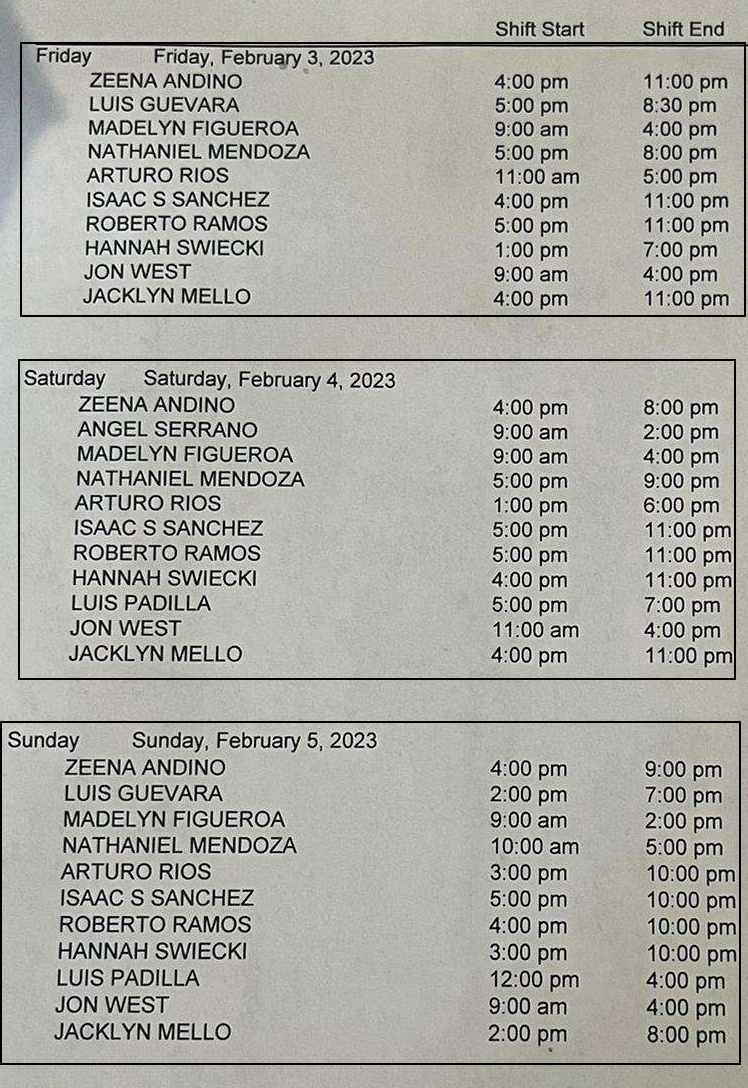 Shift Start Shift End
Friday Friday, February 3, 2023
ZEENA ANDINO 4:00 pm 11:00 pm
LUIS GUEVARA 5:00 pm 8:30 pm
MADELYN FIGUEROA 9:00 am 4:00 pm
NATHANIEL MENDOZA 5:00 pm 8:00 pm
ARTURO RIOS 11:00 am 5:00 pm
ISAAC S SANCHEZ 4:00 pm 11:00 pm
ROBERTO RAMOS 5:00 pm 11:00 pm
HANNAH SWIECKI 1:00 pm 7:00 pm
JON WEST 9:00 am 4:00 pm
JACKLYN MELLO 4:00 pm 11:00 pm
Saturday Saturday, February 4, 2023
ZEENA ANDINO 4:00 pm 8:00 pm
ANGEL SERRANO 9:00 am 2:00 pm
MADELYN FIGUEROA 9:00 am 4:00 pm
NATHANIEL MENDOZA 5:00 pm 9:00 pm
ARTURO RIOS 1:00 pm 6:00 pm
ISAAC S SANCHEZ 5:00 pm 11:00 pm
ROBERTO RAMOS 5:00 pm 11:00 pm
HANNAH SWIECKI 4:00 pm 11:00 pm
LUIS PADILLA 5:00 pm 7:00 pm
JON WEST 11:00 am 4:00 pm
JACKLYN MELLO 4:00 pm 11:00 pm
Sunday Sunday, February 5, 2023
ZEENA ANDINO 4:00 pm 9:00 pm
LUIS GUEVARA 2:00 pm 7:00 pm
MADELYN FIGUEROA 9:00 am 2:00 pm
NATHANIEL MENDOZA 10:00 am 5:00 pm
ARTURO RIOS 3:00 pm 10:00 pm
ISAAC S SANCHEZ 5:00 pm 10:00 pm
ROBERTO RAMOS 4:00 pm 10:00 pm
HANNAH SWIECKI 3:00 pm 10:00 pm
LUIS PADILLA 12:00 pm 4:00 pm
JON WEST 9:00 am 4:00 pm
JACKLYN MELLO 2:00 pm 8:00 pm